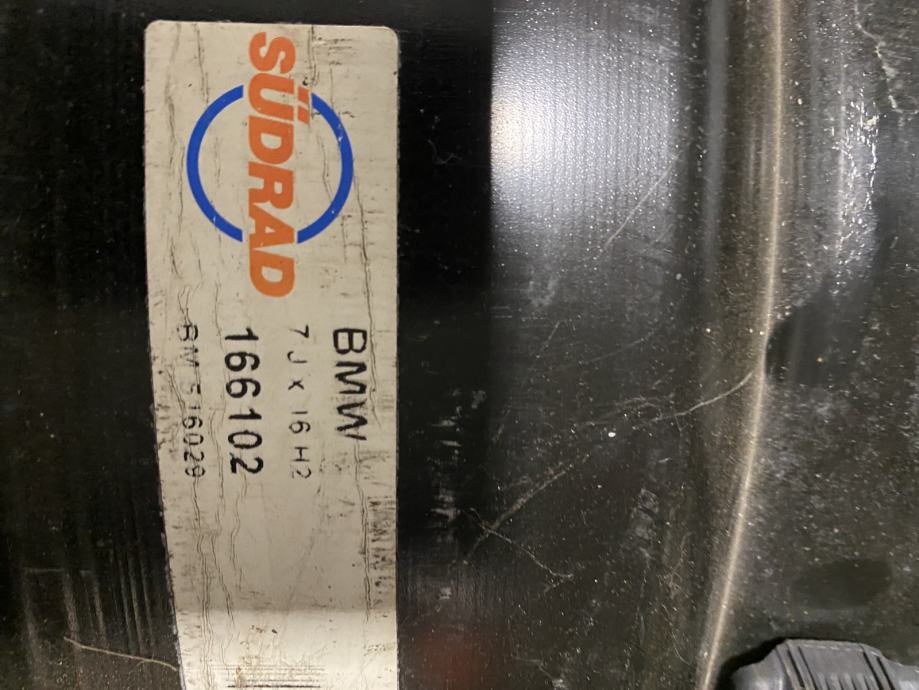 SÜDRAD
BMW
7 J x 16 H2
166102
BM 516029